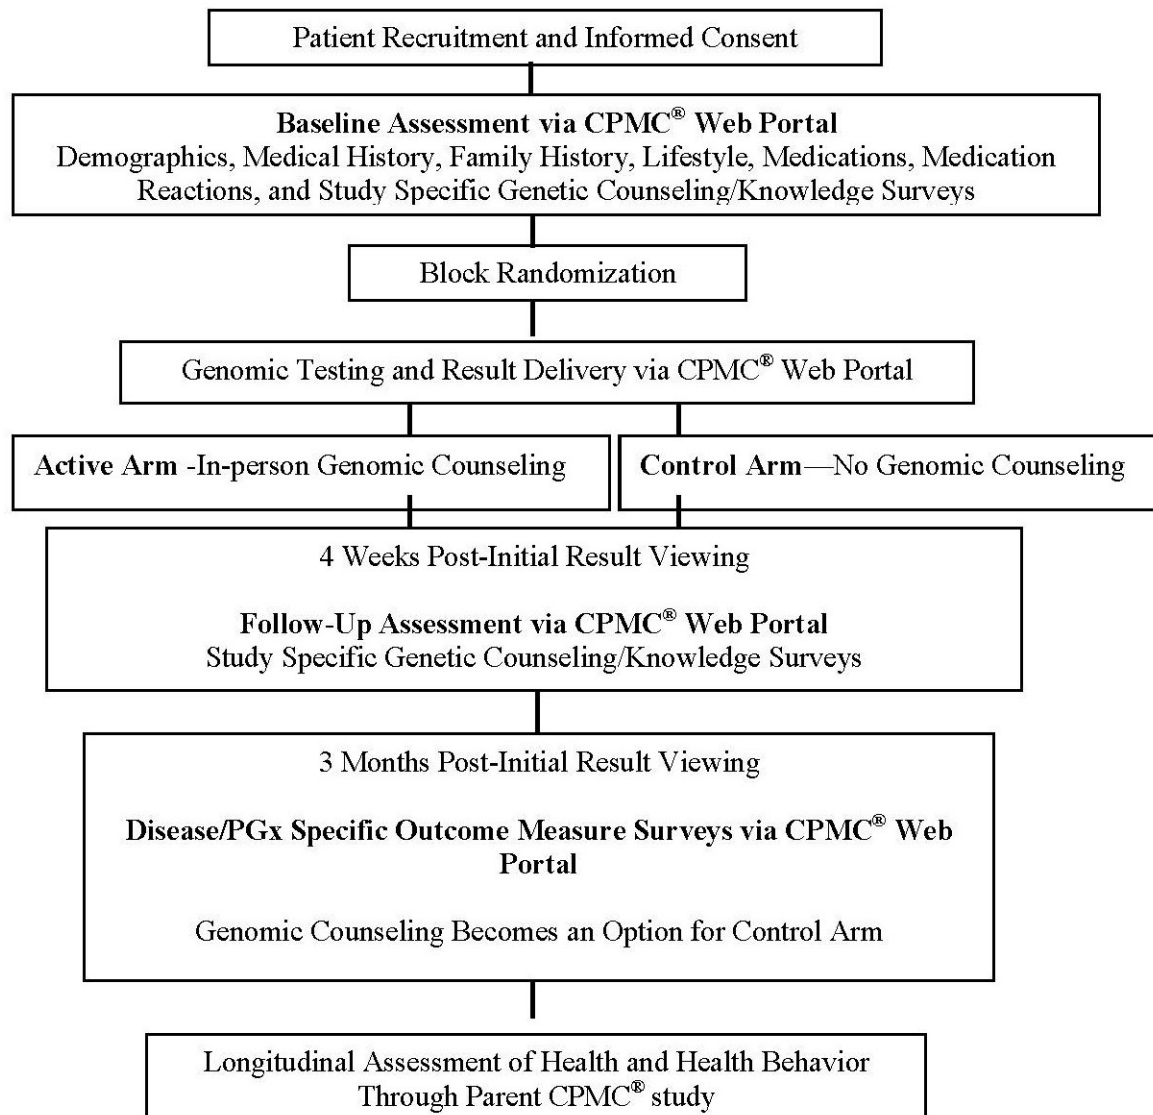 Patient Recruitment and Informed Consent
Baseline Assessment via CPMC® Web Portal
Demographics, Medical History, Family History, Lifestyle, Medications, Medication
Reactions, and Study Specific Genetic Counseling/Knowledge Surveys
Block Randomization
Genomic Testing and Result Delivery via CPMC® Web Portal
Active Arm -In-person Genomic Counseling
Control Arm—No Genomic Counseling
4 Weeks Post-Initial Result Viewing
Follow-Up Assessment via CPMC® Web Portal
Study Specific Genetic Counseling/Knowledge Surveys
3 Months Post-Initial Result Viewing
Disease/PGx Specific Outcome Measure Surveys via CPMC® Web
Portal
Genomic Counseling Becomes an Option for Control Arm
Longitudinal Assessment of Health and Health Behavior
Through Parent CPMC® study